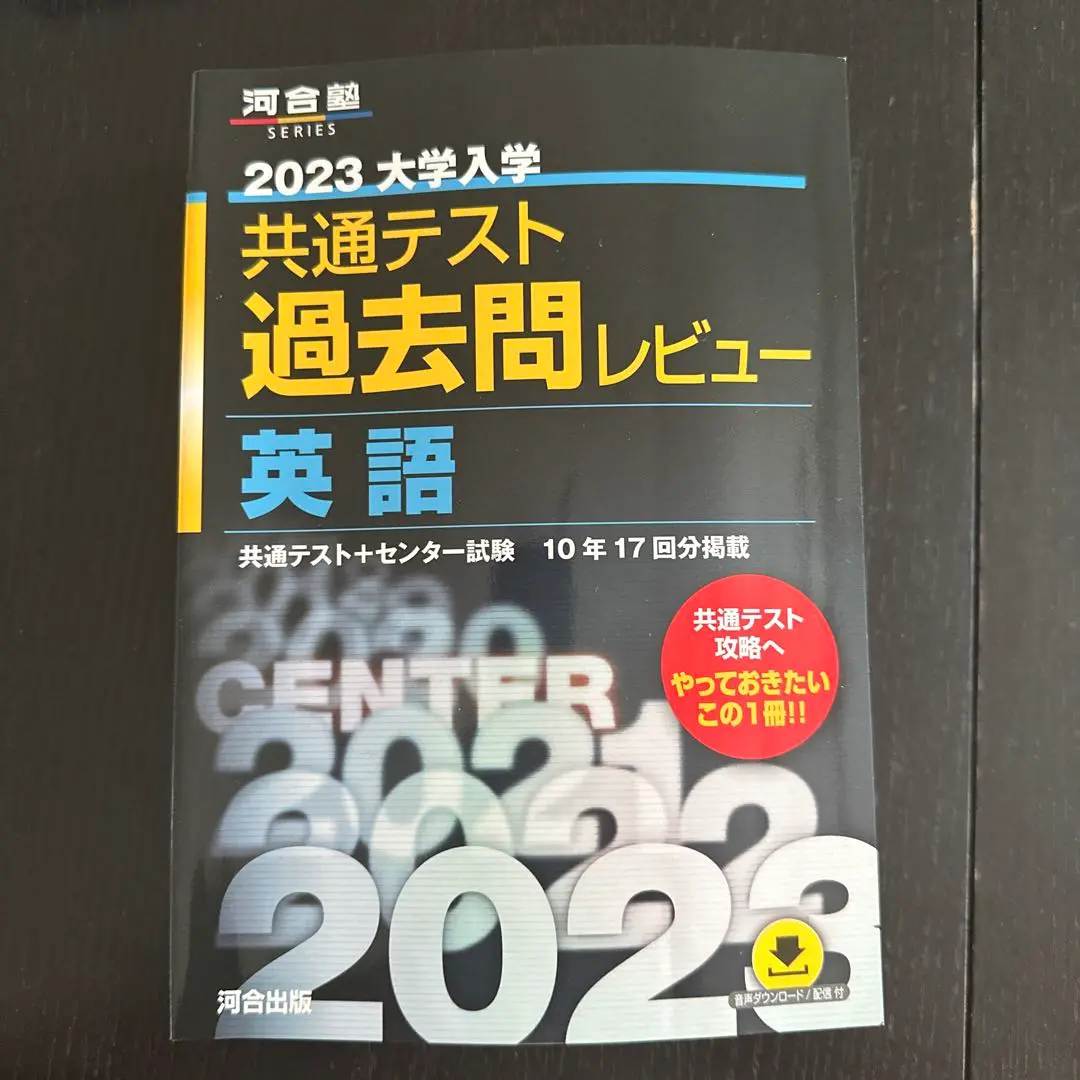 河合塾
SERIES
2023 大学入学
共通テスト
過去問レビュー
英語
共通テスト+センター試験 10年17回分掲載
共通テスト
攻略へ
やっておきたい
この1冊!!
2020
CENTER
2021
2022
2023
音声ダウンロード/配信 付
河合出版